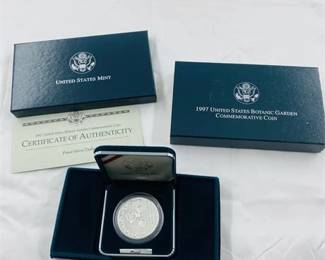 UNITED STATES MINT
1997 UNITED STATES BOTANIC GARDEN
COMMEMORATIVE COIN
CERTIFICATE OF AUTHENTICITY